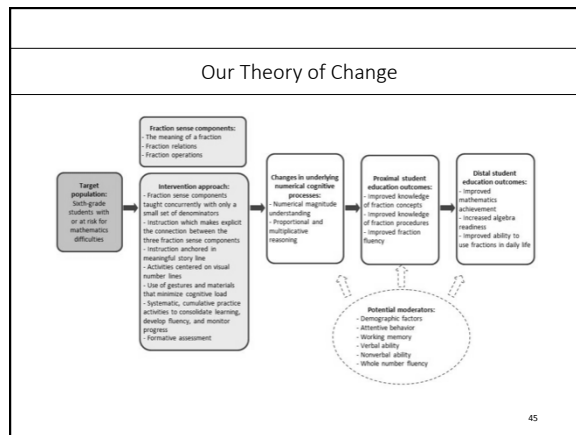 Our Theory of Change
Fraction sense components:
- The meaning of a fraction
- Fraction relations
- Fraction operations
Target
population:
Sixth-grade
students with
or at risk for
mathematics
difficulties
Intervention approach:
- Fraction sense components
taught concurrently with only a
small set of denominators
- Instruction which makes explicit
the connection between the
three fraction sense components
- Instruction anchored in
meaningful story line
- Activities centered on visual
number lines
- Use of gestures and materials
that minimize cognitive load
- Systematic, cumulative practice
activities to consolidate learning,
develop fluency, and monitor
progress
- Formative assessment
Changes in underlying
numerical cognitive
processes:
- Numerical magnitude
understanding
- Proportional and
multiplicative
reasoning
Proximal student
education outcomes:
- Improved knowledge
of fraction concepts
- Improved knowledge
of fraction procedures
- Improved fraction
fluency
Distal student
education outcomes:
- Improved
mathematics
achievement
- Increased algebra
readiness
- Improved ability to
use fractions in daily life
Potential moderators:
- Demographic factors
- Attentive behavior
- Working memory
- Verbal ability
- Nonverbal ability
- Whole number fluency
45